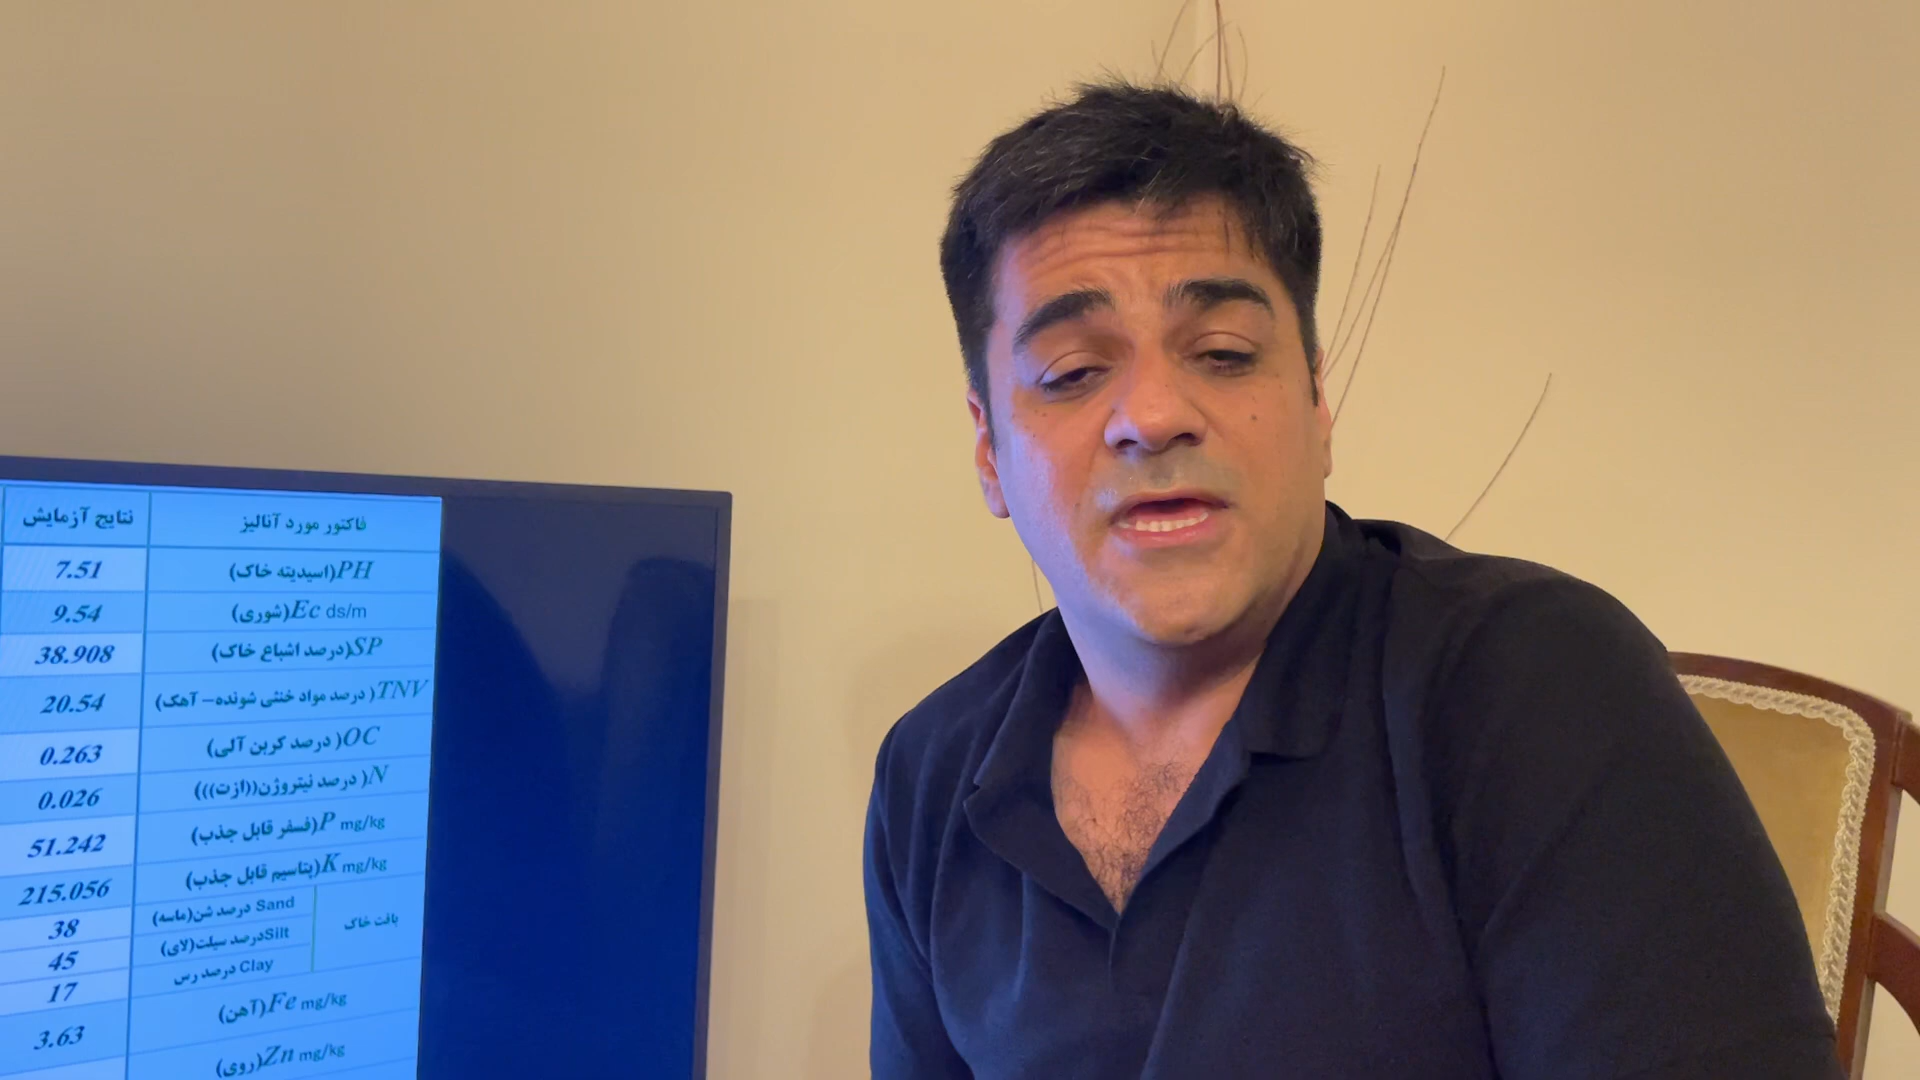 فاکتور مورد آنالیز نتایج آزمایش
PH(اسیدیته خاک) 7.51
Ec ds/m(شوری) 9.54
SP(درصد اشباع خاک) 38.908
TNV( درصد مواد خنثی شونده– آهک) 20.54
OC( درصد کربن آلی) 0.263
N( درصد نیتروژن((ازت))) 0.026
P mg/kg(فسفر قابل جذب) 51.242
K mg/kg(پتاسیم قابل جذب) 215.056
بافت خاک
Sand درصد شن(ماسه) 38
Silt درصد سیلت(لای) 45
Clay درصد رس 17
Fe mg/kg(آهن) 3.63
Zn mg/kg(روی)